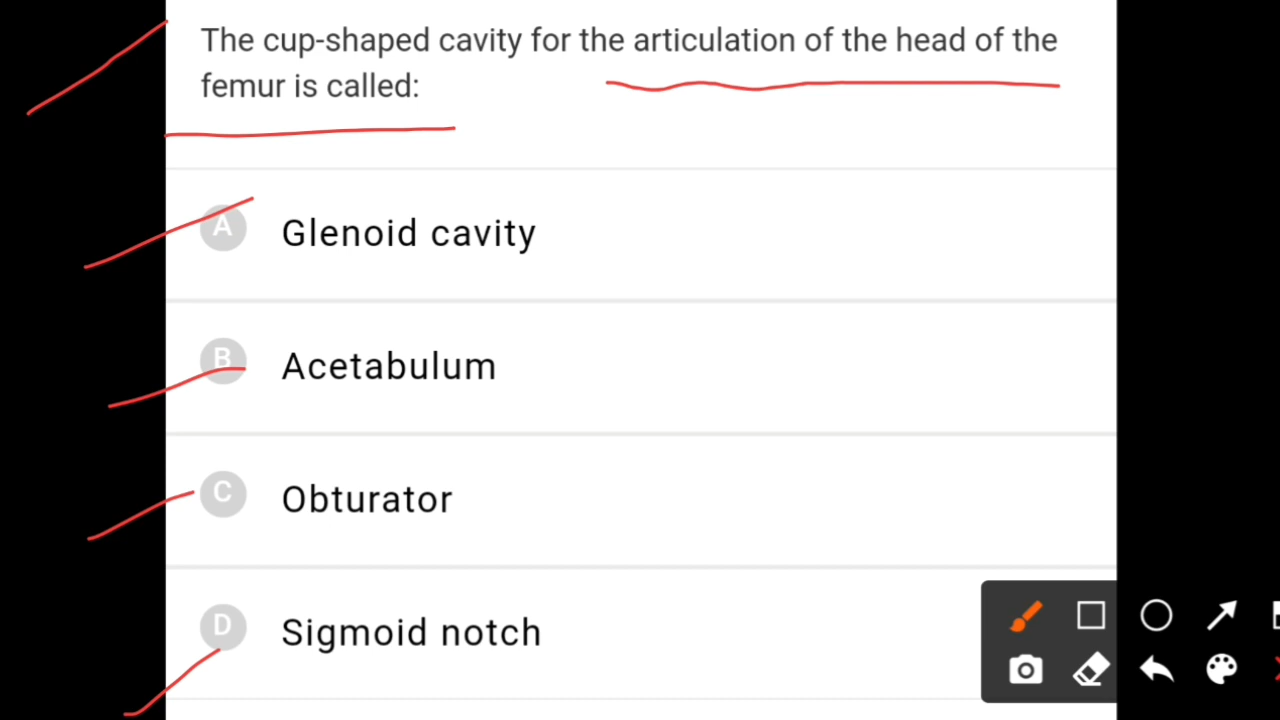 The cup-shaped cavity for the articulation of the head of the
femur is called:
A Glenoid cavity
B Acetabulum
C Obturator
D Sigmoid notch